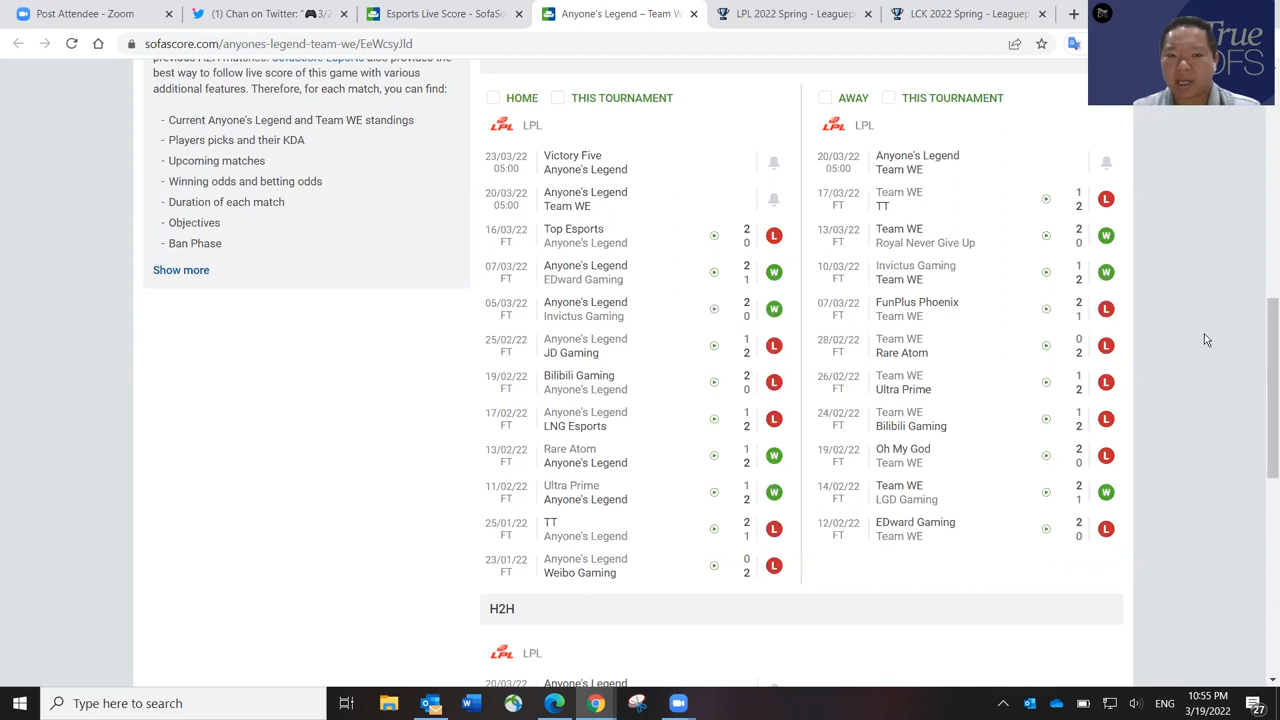 Post Attendee - Zoom
(1) Chan on Twitter: "🎮3/2
Esports Live Score - SofaSc
Anyone's Legend – Team W
LPL 2022 Spring - Leaguep
LCK 2022 Spring - Leaguep
sofascore.com/anyones-legend-team-we/EeWcsyJld
True
DFS
previous H2H matches. SofaScore Esports also provides the
best way to follow live score of this game with various
additional features. Therefore, for each match, you can find:
- Current Anyone's Legend and Team WE standings
- Players picks and their KDA
- Upcoming matches
- Winning odds and betting odds
- Duration of each match
- Objectives
- Ban Phase
Show more
HOME THIS TOURNAMENT
LPL LPL
23/03/22 Victory Five
05:00 Anyone's Legend
20/03/22 Anyone's Legend
05:00 Team WE
16/03/22 Top Esports 2
FT Anyone's Legend 0 L
07/03/22 Anyone's Legend 2
FT EDward Gaming 1 W
05/03/22 Anyone's Legend 2
FT Invictus Gaming 0 W
25/02/22 Anyone's Legend 1
FT JD Gaming 2 L
19/02/22 Bilibili Gaming 2
FT Anyone's Legend 0 L
17/02/22 Anyone's Legend 1
FT LNG Esports 2 L
13/02/22 Rare Atom 1
FT Anyone's Legend 2 W
11/02/22 Ultra Prime 1
FT Anyone's Legend 2 W
25/01/22 TT 2
FT Anyone's Legend 1 L
23/01/22 Anyone's Legend 0
FT Weibo Gaming 2 L
AWAY THIS TOURNAMENT
LPL LPL
20/03/22 Anyone's Legend
05:00 Team WE
17/03/22 Team WE 1
FT TT 2 L
13/03/22 Team WE 2
FT Royal Never Give Up 0 W
10/03/22 Invictus Gaming 1
FT Team WE 2 W
07/03/22 FunPlus Phoenix 2
FT Team WE 1 L
28/02/22 Team WE 0
FT Rare Atom 2 L
26/02/22 Team WE 1
FT Ultra Prime 2 L
24/02/22 Team WE 1
FT Bilibili Gaming 2 L
19/02/22 Oh My God 2
FT Team WE 0 L
14/02/22 Team WE 2
FT LGD Gaming 1 W
12/02/22 EDward Gaming 2
FT Team WE 0 L
H2H
LPL LPL
20/03/22 Anyone's Legend
Type here to search
ENG
10:55 PM
3/19/2022
27